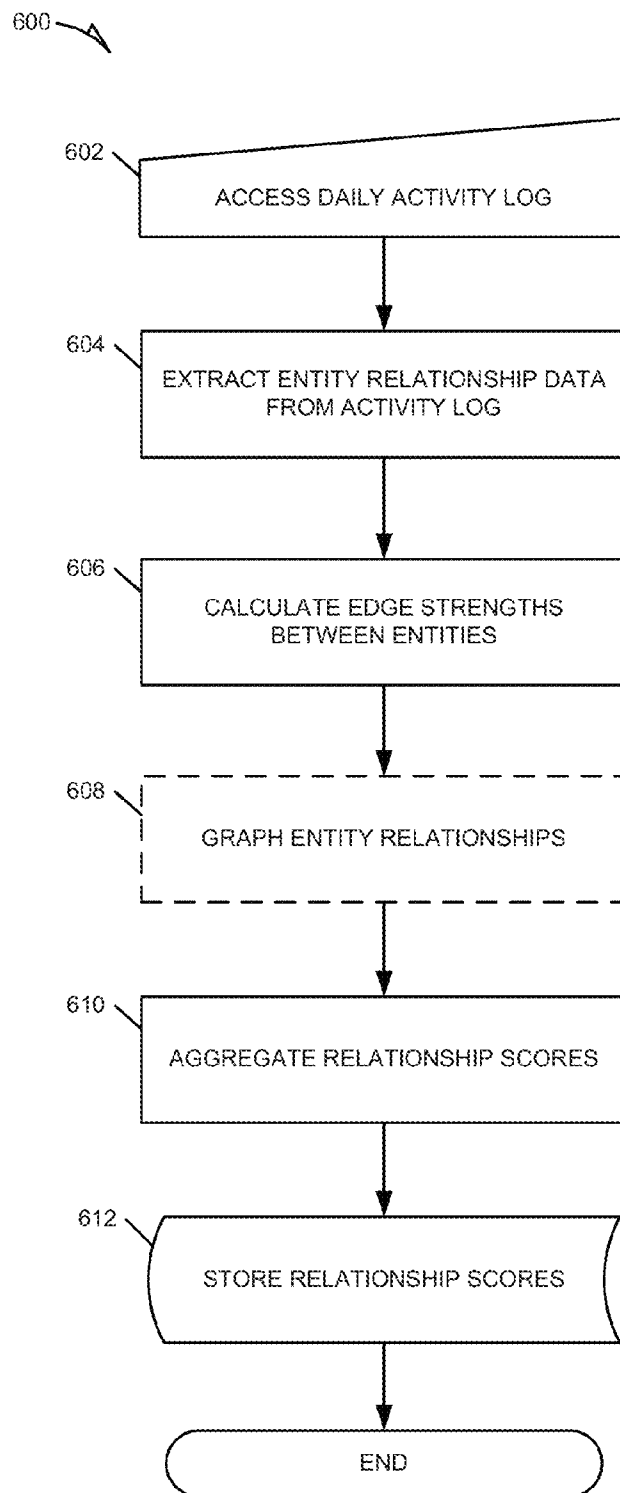 600
602
ACCESS DAILY ACTIVITY LOG
604
EXTRACT ENTITY RELATIONSHIP DATA
FROM ACTIVITY LOG
606
CALCULATE EDGE STRENGTHS
BETWEEN ENTITIES
608
GRAPH ENTITY RELATIONSHIPS
610
AGGREGATE RELATIONSHIP SCORES
612
STORE RELATIONSHIP SCORES
END